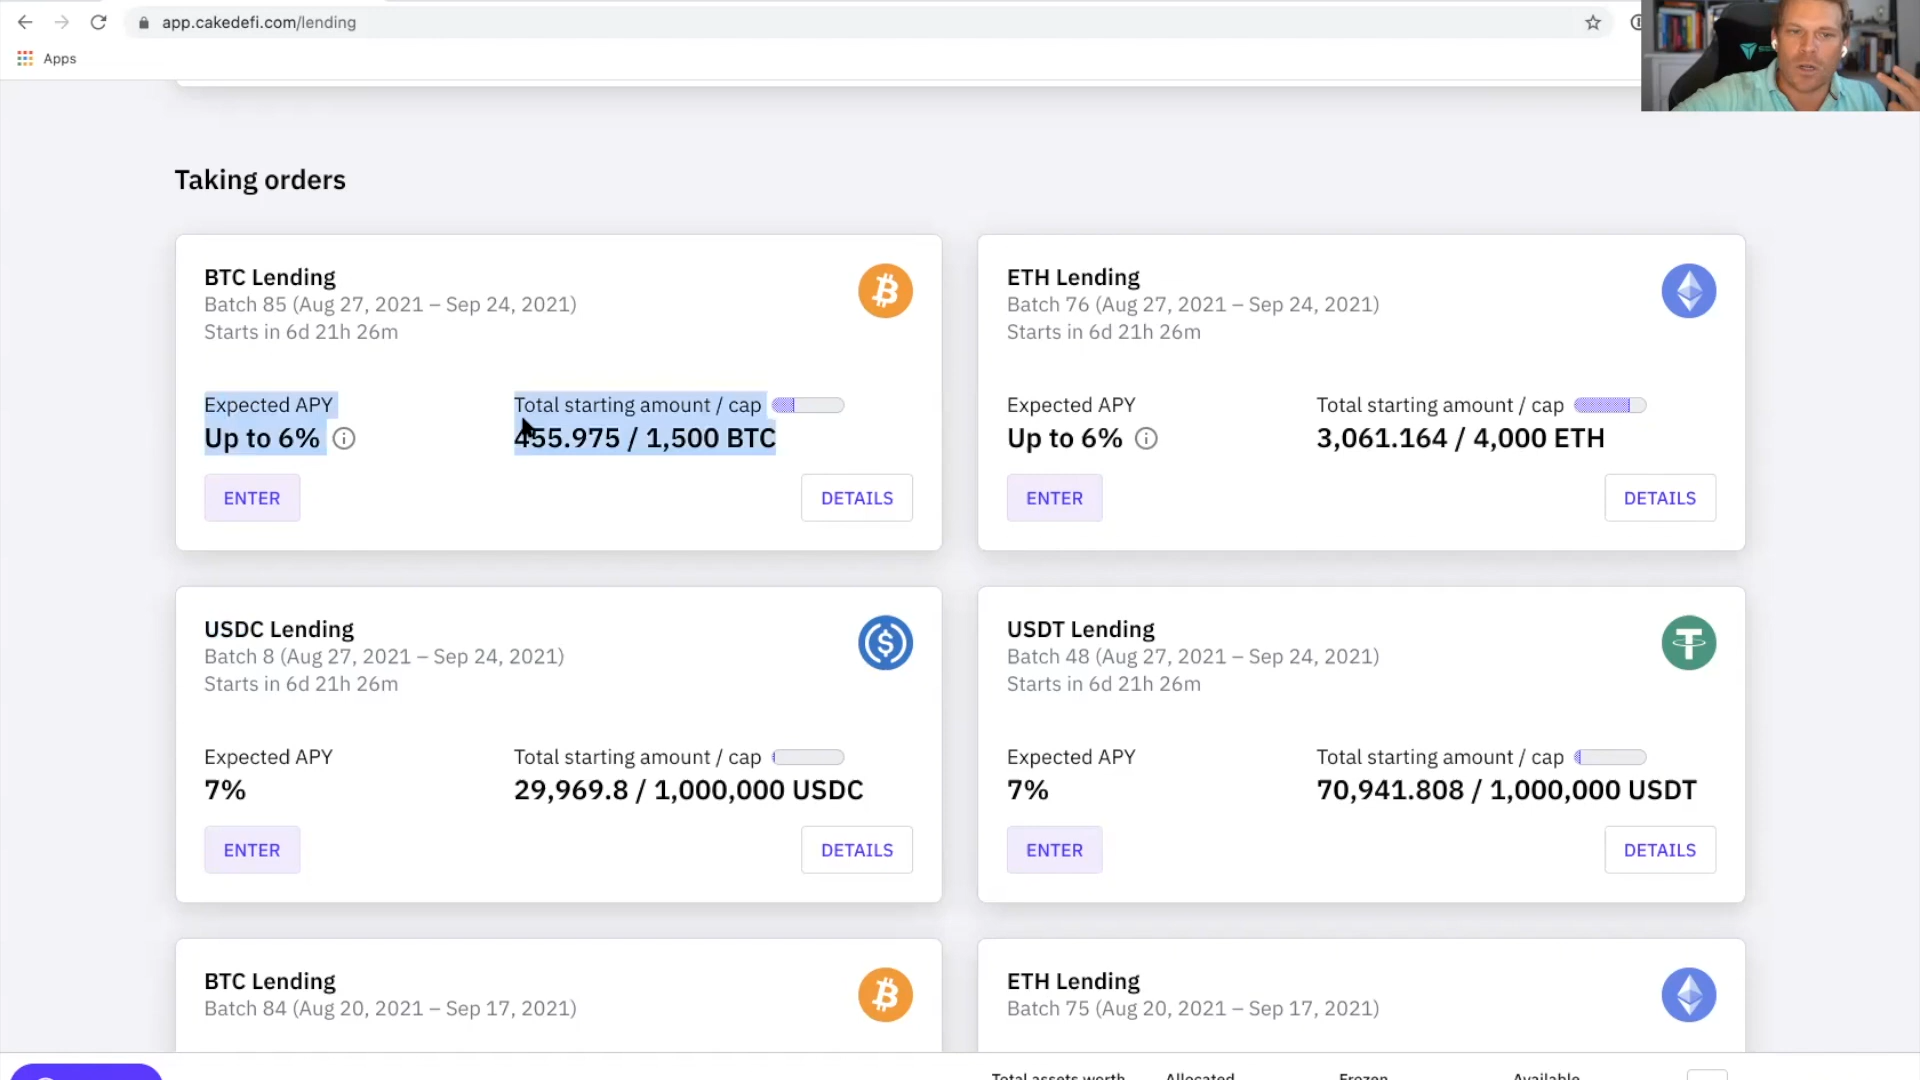 app.cakedefi.com/lending
Apps
Taking orders
BTC Lending
Batch 85 (Aug 27, 2021 – Sep 24, 2021)
Starts in 6d 21h 26m
Expected APY
Total starting amount / cap
Up to 6%
455.975 / 1,500 BTC
ENTER
DETAILS
ETH Lending
Batch 76 (Aug 27, 2021 – Sep 24, 2021)
Starts in 6d 21h 26m
Expected APY
Total starting amount / cap
Up to 6%
3,061.164 / 4,000 ETH
ENTER
DETAILS
USDC Lending
Batch 8 (Aug 27, 2021 – Sep 24, 2021)
Starts in 6d 21h 26m
Expected APY
Total starting amount / cap
7%
29,969.8 / 1,000,000 USDC
ENTER
DETAILS
USDT Lending
Batch 48 (Aug 27, 2021 – Sep 24, 2021)
Starts in 6d 21h 26m
Expected APY
Total starting amount / cap
7%
70,941.808 / 1,000,000 USDT
ENTER
DETAILS
BTC Lending
Batch 84 (Aug 20, 2021 – Sep 17, 2021)
ETH Lending
Batch 75 (Aug 20, 2021 – Sep 17, 2021)
Total assets worth
Allocated
Frozen
Available